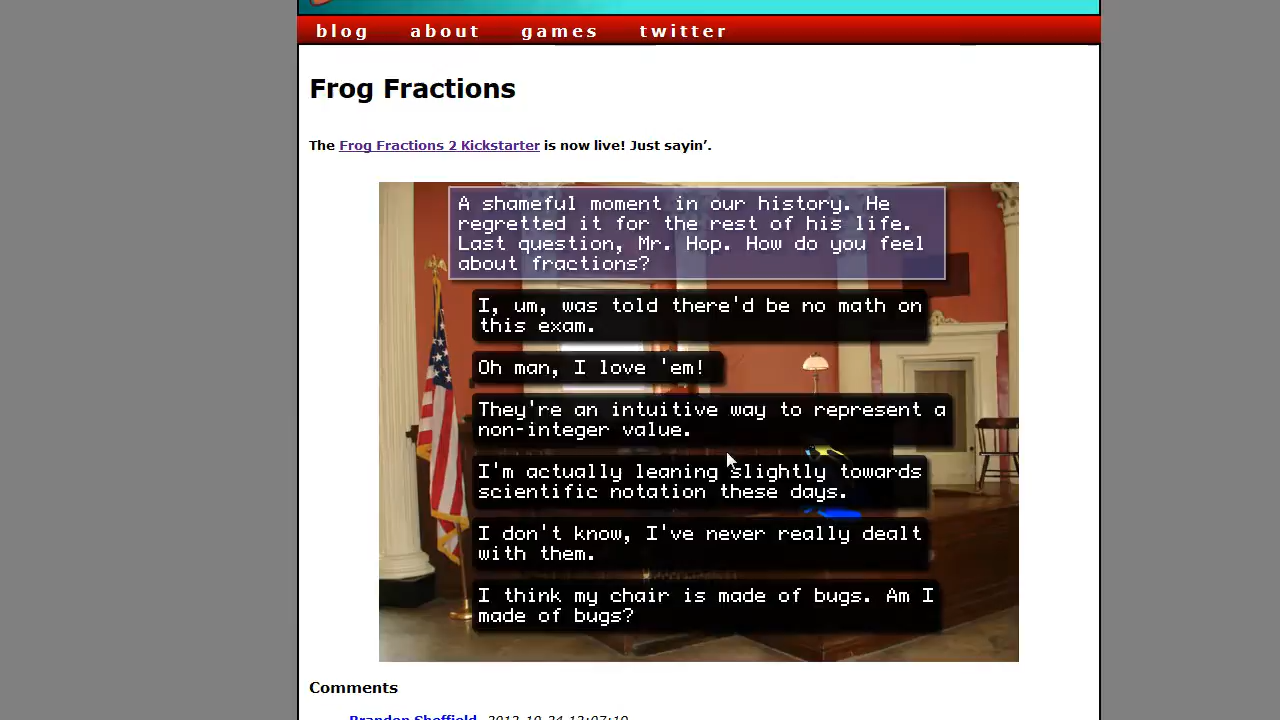 blog about games twitter
Frog Fractions
The Frog Fractions 2 Kickstarter is now live! Just sayin’.
A shameful moment in our history. He
regretted it for the rest of his life.
Last question, Mr. Hop. How do you feel
about fractions?
I, um, was told there'd be no math on
this exam.
Oh man, I love 'em!
They're an intuitive way to represent a
non-integer value.
I'm actually leaning slightly towards
scientific notation these days.
I don't know, I've never really dealt
with them.
I think my chair is made of bugs. Am I
made of bugs?
Comments
Brandon Sheffield